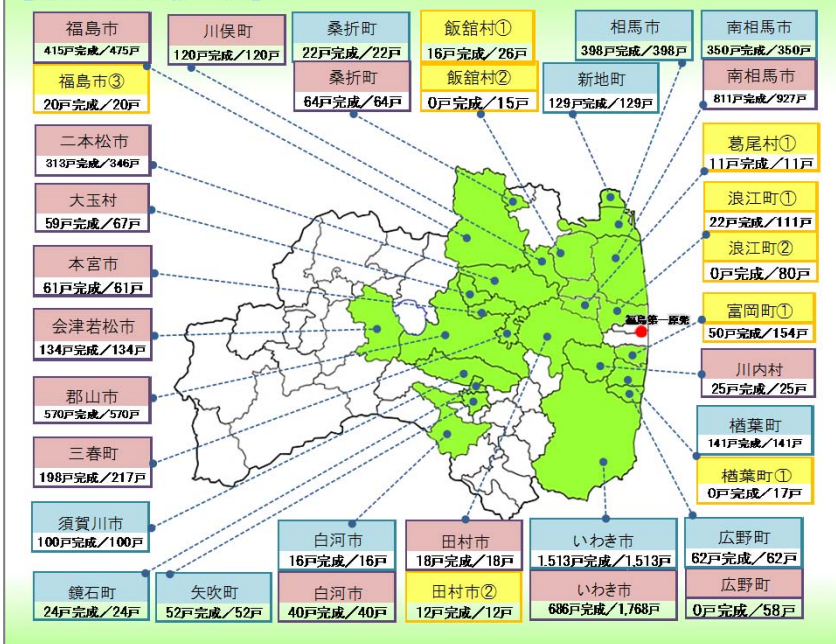 福島市
415戸完成／475戸
福島市③
20戸完成／20戸
川俣町
120戸完成／120戸
桑折町
22戸完成／22戸
桑折町
64戸完成／64戸
飯舘村①
16戸完成／26戸
飯舘村②
0戸完成／15戸
相馬市
398戸完成／398戸
新地町
129戸完成／129戸
南相馬市
350戸完成／350戸
南相馬市
811戸完成／927戸
葛尾村①
11戸完成／11戸
浪江町①
22戸完成／111戸
浪江町②
0戸完成／80戸
富岡町①
50戸完成／154戸
川内村
25戸完成／25戸
楢葉町
141戸完成／141戸
楢葉町①
0戸完成／17戸
二本松市
313戸完成／346戸
大玉村
59戸完成／67戸
本宮市
61戸完成／61戸
会津若松市
134戸完成／134戸
郡山市
570戸完成／570戸
三春町
198戸完成／217戸
須賀川市
100戸完成／100戸
鏡石町
24戸完成／24戸
矢吹町
52戸完成／52戸
白河市
16戸完成／16戸
白河市
40戸完成／40戸
田村市
18戸完成／18戸
田村市②
12戸完成／12戸
いわき市
1,513戸完成／1,513戸
いわき市
686戸完成／1,768戸
広野町
62戸完成／62戸
広野町
0戸完成／58戸
福島第一原発